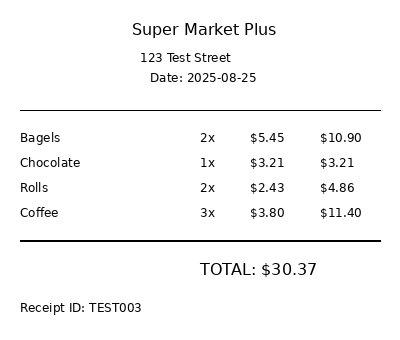 Super Market Plus
123 Test Street
Date: 2025-08-25
Bagels 2x $5.45 $10.90
Chocolate 1x $3.21 $3.21
Rolls 2x $2.43 $4.86
Coffee 3x $3.80 $11.40
TOTAL: $30.37
Receipt ID: TEST003